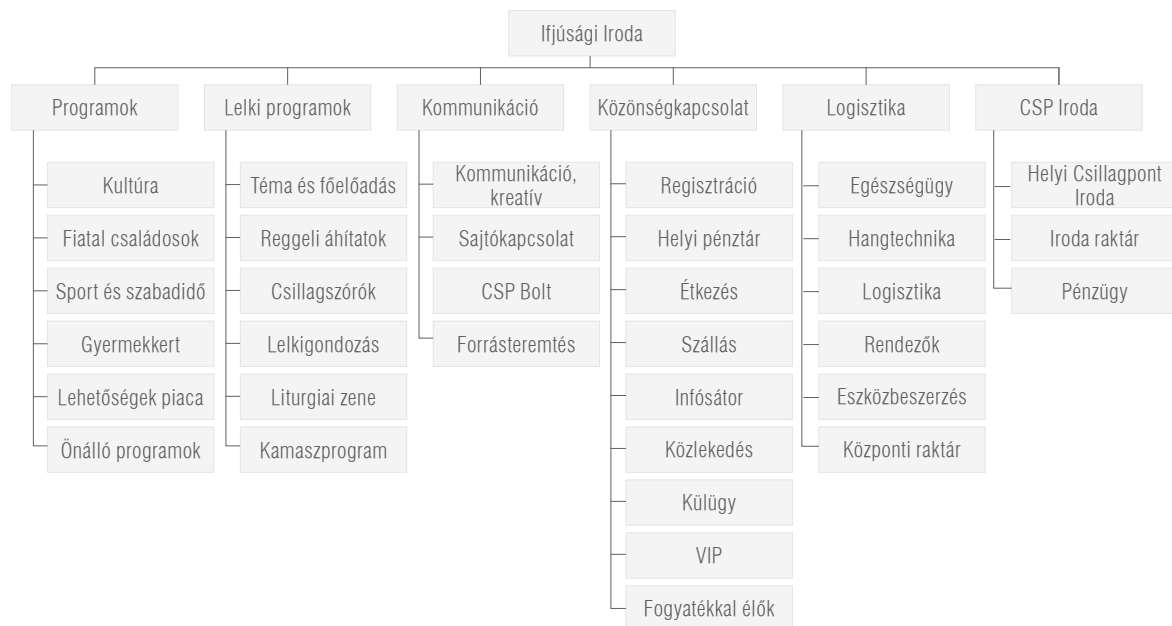 Ifjúsági Iroda
Programok
Lelki programok
Kommunikáció
Közönségkapcsolat
Logisztika
CSP Iroda
Kultúra
Fiatal családosok
Sport és szabadidő
Gyermekkert
Lehetőségek piaca
Önálló programok
Téma és főelőadás
Reggeli áhítatok
Csillagszórók
Lelkigondozás
Liturgiai zene
Kamaszprogram
Kommunikáció,
kreatív
Sajtókapcsolat
CSP Bolt
Forrásteremtés
Regisztráció
Helyi pénztár
Étkezés
Szállás
Infósátor
Közlekedés
Külügy
VIP
Fogyatékkal élők
Egészségügy
Hangtechnika
Logisztika
Rendezők
Eszközbeszerzés
Központi raktár
Helyi Csillagpont
Iroda
Iroda raktár
Pénzügy